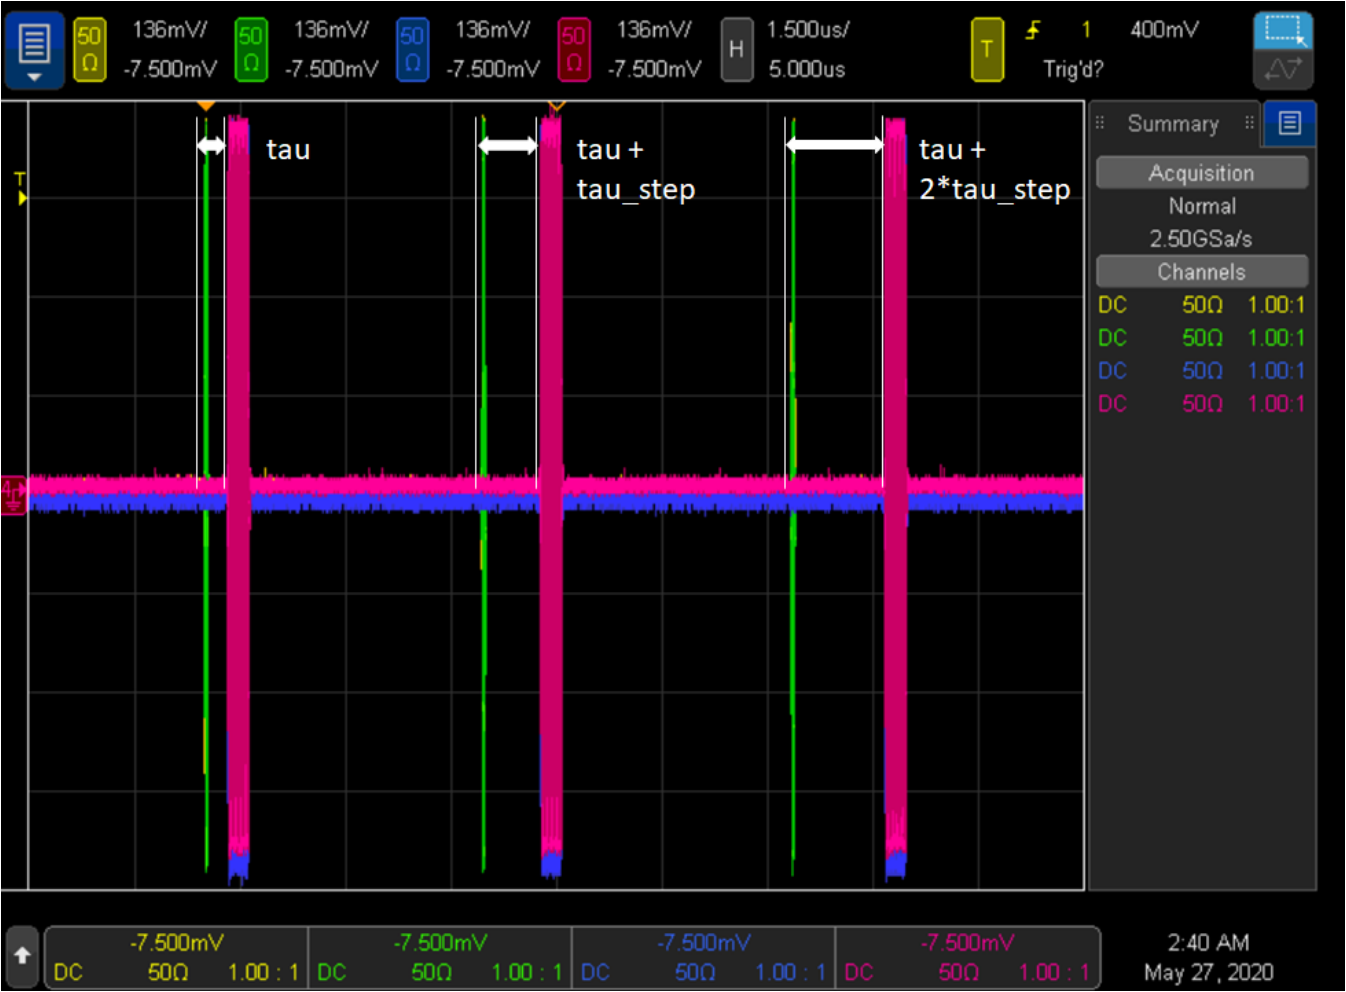 50 Ω 136mV/ 50 Ω 136mV/ 50 Ω 136mV/ 50 Ω 136mV/ H 1.500us/ T 1 400mV
-7.500mV -7.500mV -7.500mV -7.500mV 5.000us Trig'd?
Summary
Acquisition
Normal
2.50GSa/s
Channels
DC 50Ω 1.00:1
DC 50Ω 1.00:1
DC 50Ω 1.00:1
DC 50Ω 1.00:1
T
tau
tau +
tau_step
tau +
2*tau_step
4
-7.500mV -7.500mV -7.500mV -7.500mV
DC 50Ω 1.00 : 1 DC 50Ω 1.00 : 1 DC 50Ω 1.00 : 1 DC 50Ω 1.00 : 1
2:40 AM
May 27, 2020